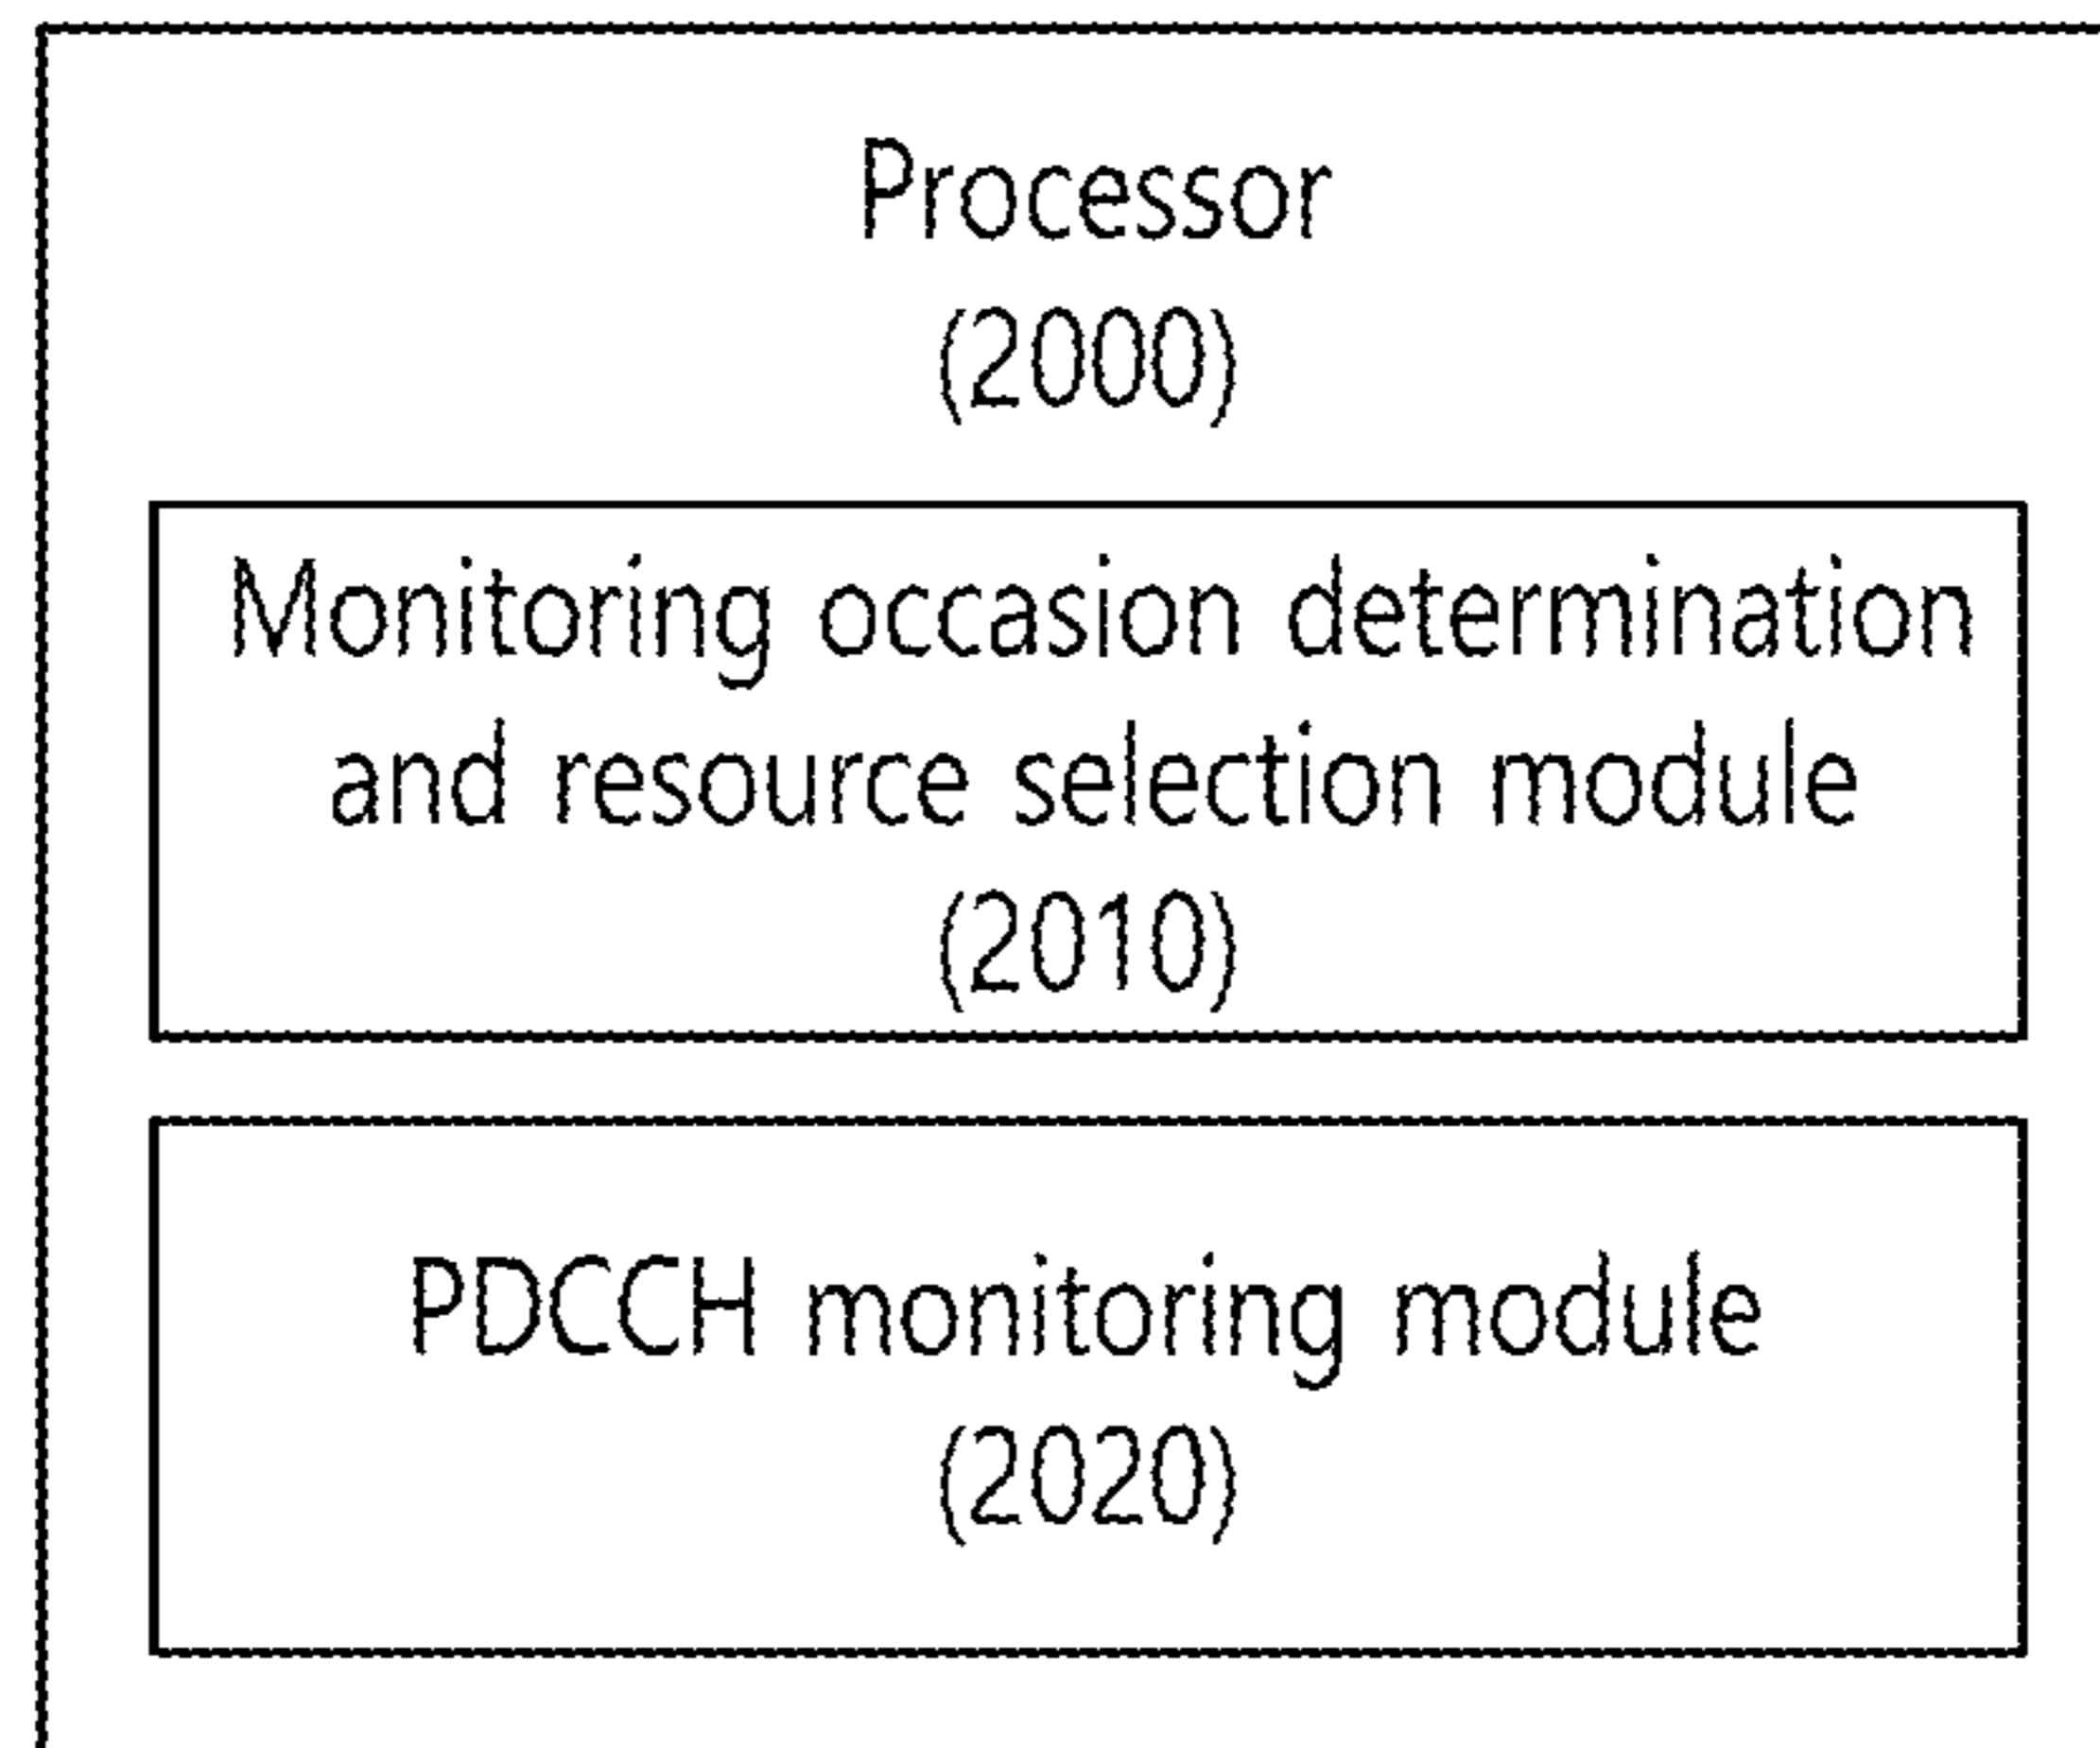 Processor
(2000)
Monitoring occasion determination
and resource selection module
(2010)
PDCCH monitoring module
(2020)